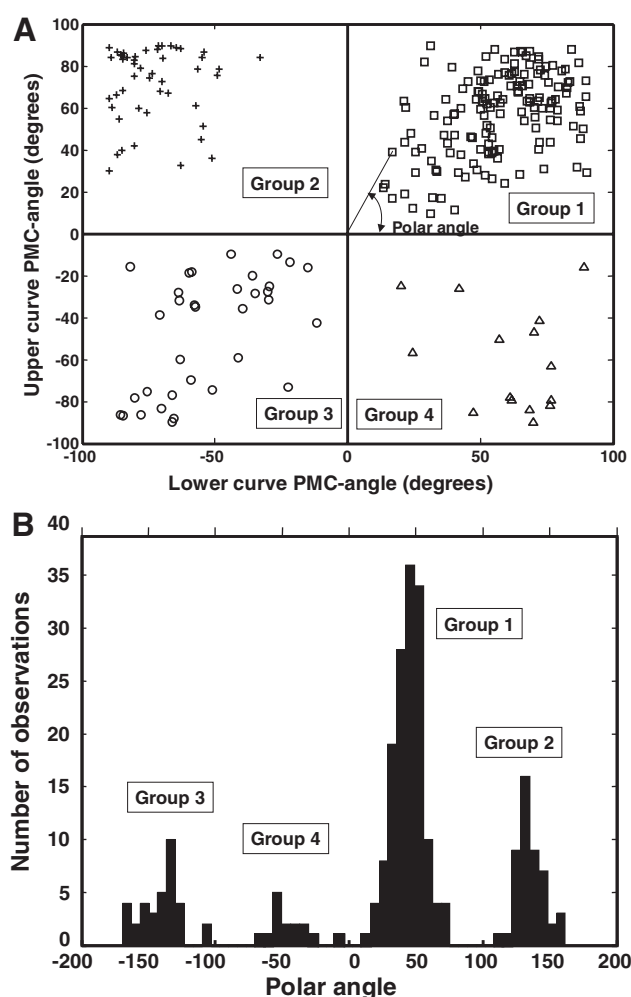 A
100
80
60
40
20
0
-20
-40
-60
-80
-100
Upper curve PMC-angle (degrees)
Group 2
Group 1
Polar angle
Group 3
Group 4
-100
-50
0
50
100
Lower curve PMC-angle (degrees)
B
40
35
30
25
20
15
10
5
0
Number of observations
Group 1
Group 2
Group 3
Group 4
-200
-150
-100
-50
0
50
100
150
200
Polar angle